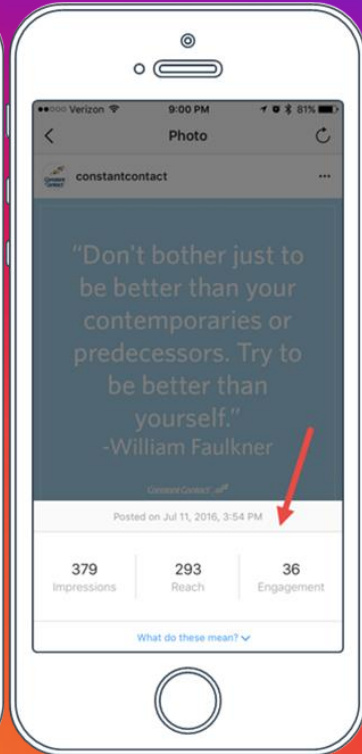 Verizon 9:00 PM 81%
Photo
Constant Contact
constantcontact
"Don't bother just to
be better than your
contemporaries or
predecessors. Try to
be better than
yourself."
-William Faulkner
Constant Contact
Posted on Jul 11, 2016, 3:54 PM
379 293 36
Impressions Reach Engagement
What do these mean?